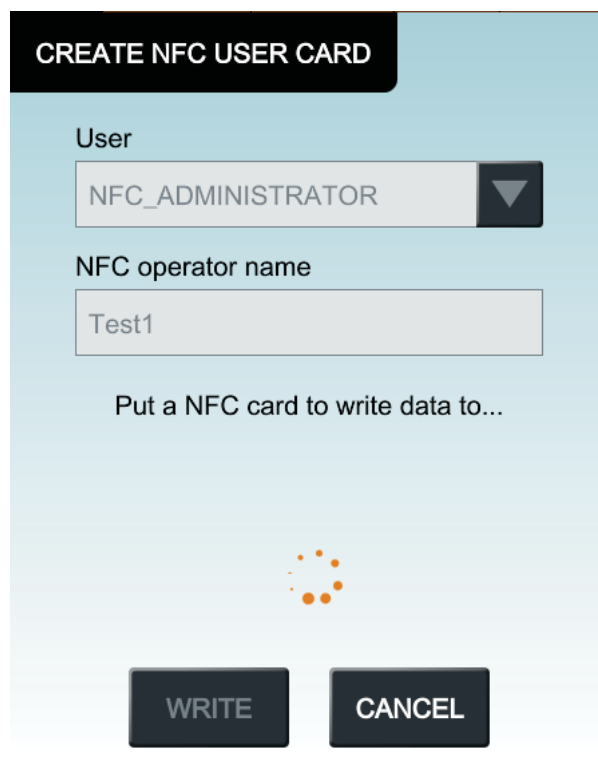 CREATE NFC USER CARD
User
NFC_ADMINISTRATOR
NFC operator name
Test1
Put a NFC card to write data to...
WRITE
CANCEL